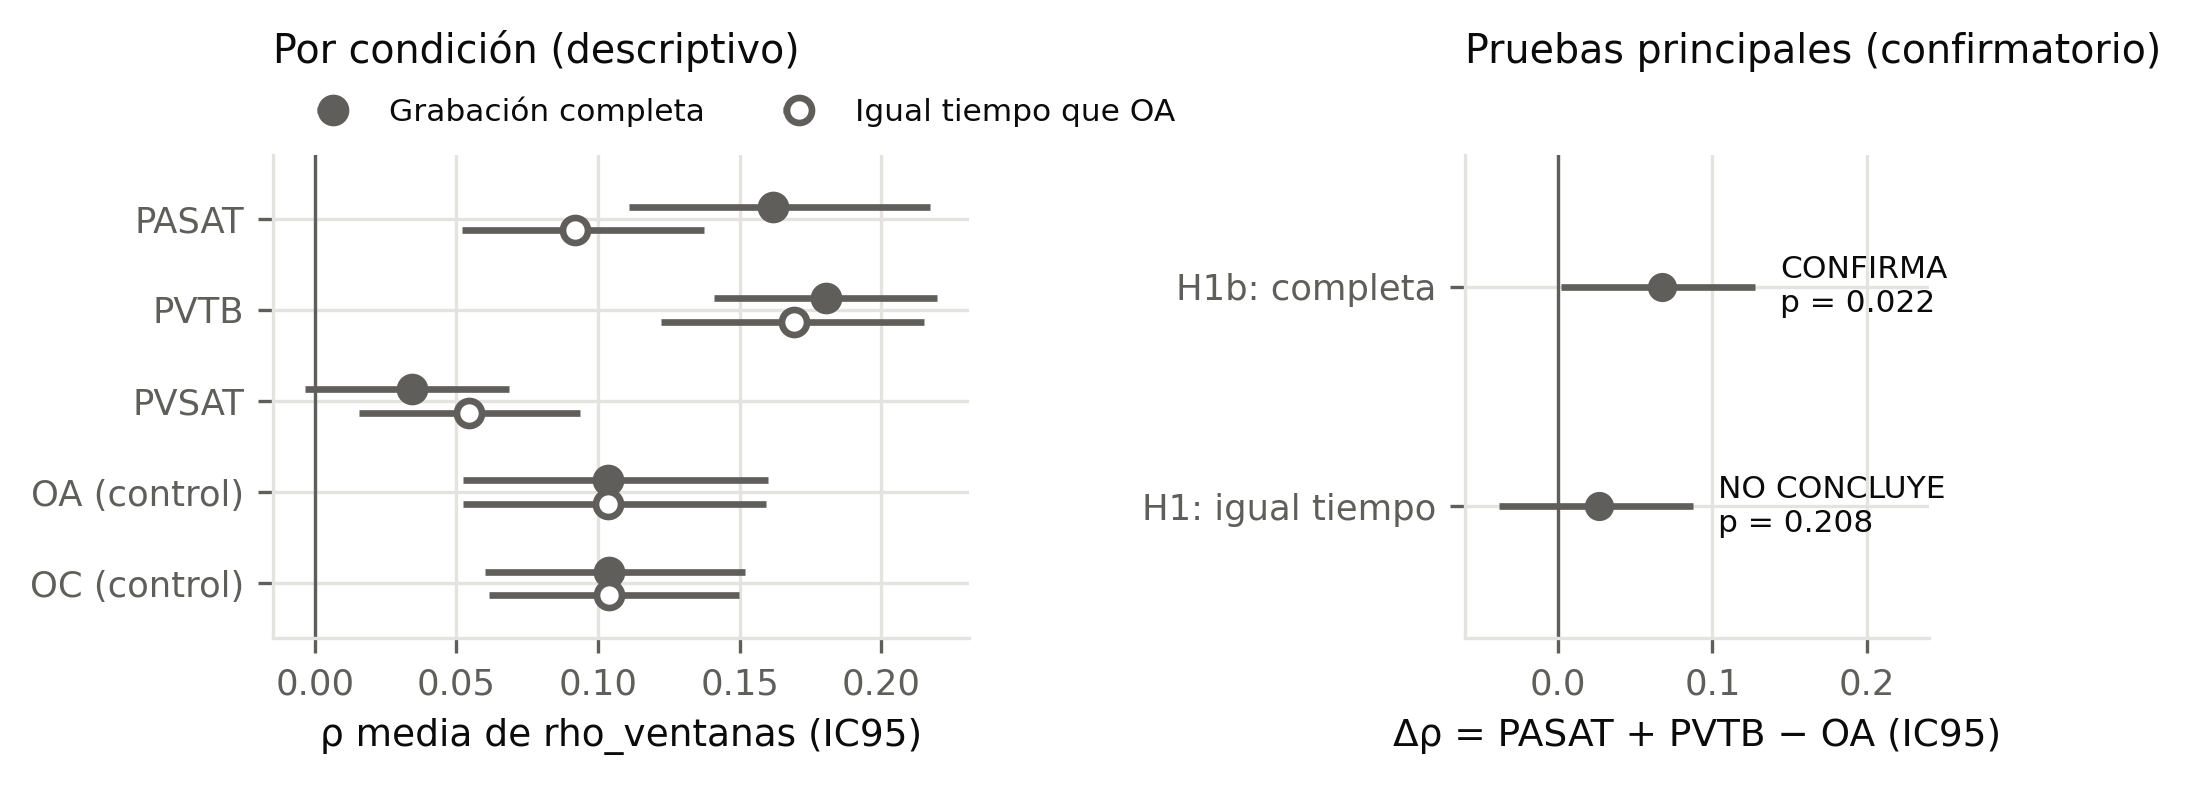 Por condición (descriptivo)
Grabación completa
Igual tiempo que OA
PASAT
PVTB
PVSAT
OA (control)
OC (control)
0.00 0.05 0.10 0.15 0.20
ρ media de rho_ventanas (IC95)
Pruebas principales (confirmatorio)
H1b: completa
CONFIRMA
p = 0.022
H1: igual tiempo
NO CONCLUYE
p = 0.208
0.0 0.1 0.2
Δρ = PASAT + PVTB − OA (IC95)